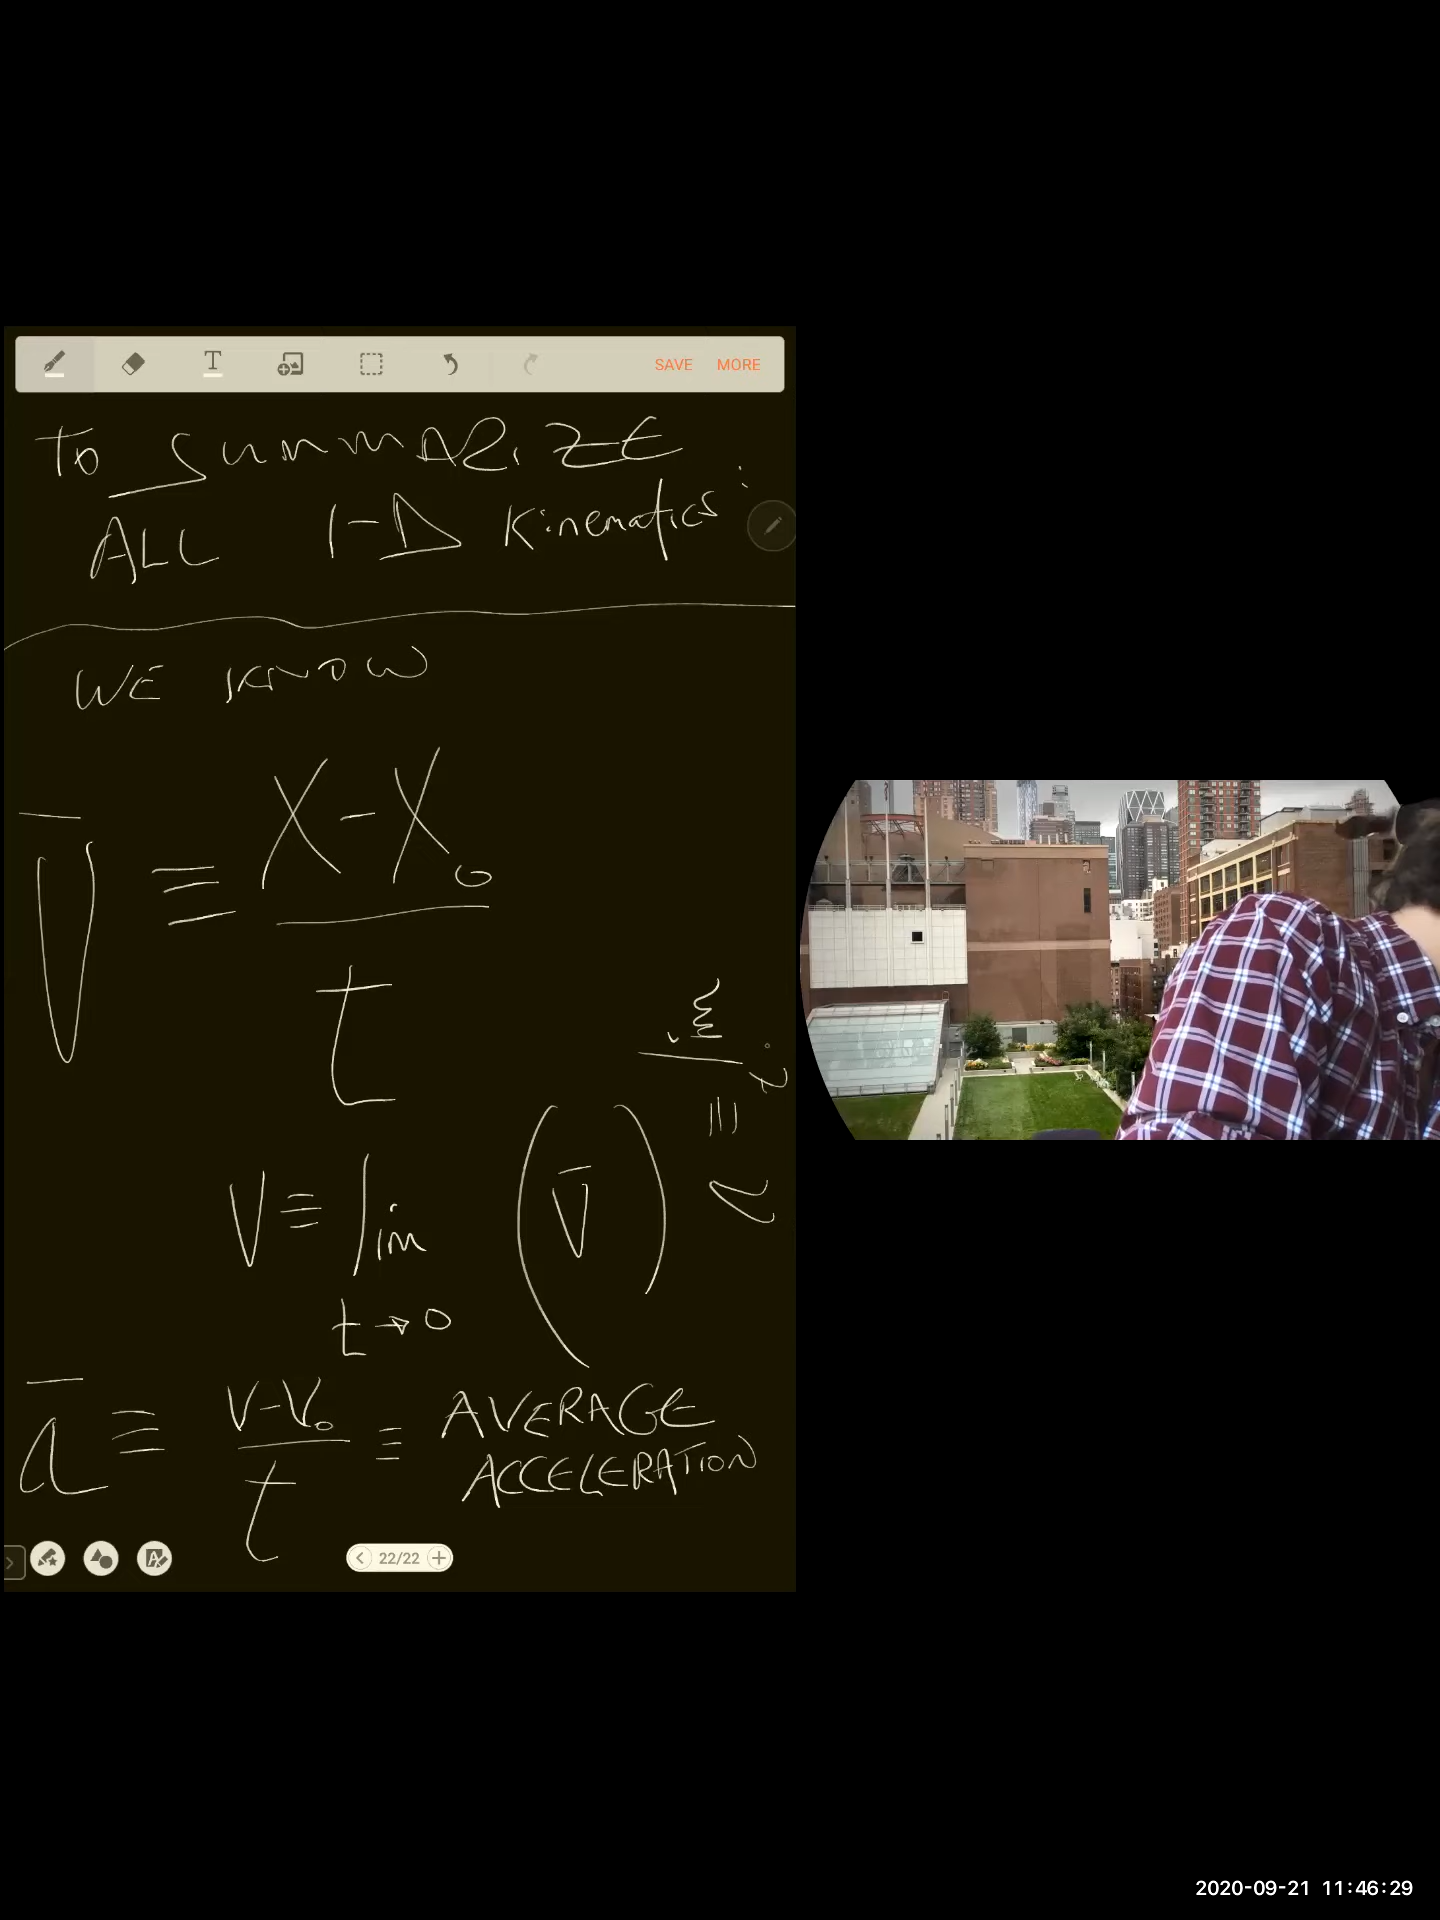 T
SAVE MORE
TO SUMMARIZE
ALL 1-D Kinematics:
WE KNOW
V̅ ≡ X-X₀
t
V ≡ lim (V̅)
t→0
a̅ ≡ V-V₀ ≡ AVERAGE
t ACCELERATION
22/22
2020-09-21 11:46:29